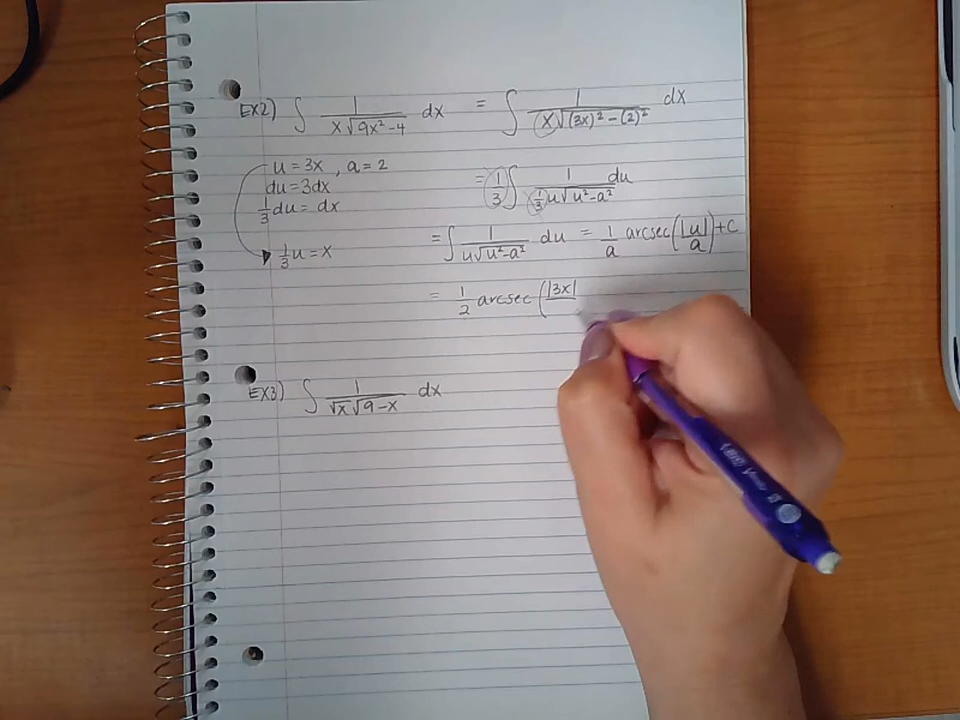 EX2) ∫ 1/(x√(9x²-4)) dx = ∫ 1/(x√((3x)²-(2)²)) dx
u = 3x , a = 2
du = 3dx
1/3 du = dx
1/3 u = x
= 1/3 ∫ 1/(1/3 u√(u²-a²)) du
= ∫ 1/(u√(u²-a²)) du = 1/a arcsec(|u|/a)+C
= 1/2 arcsec(|3x|/
EX3) ∫ 1/(√x√(9-x)) dx